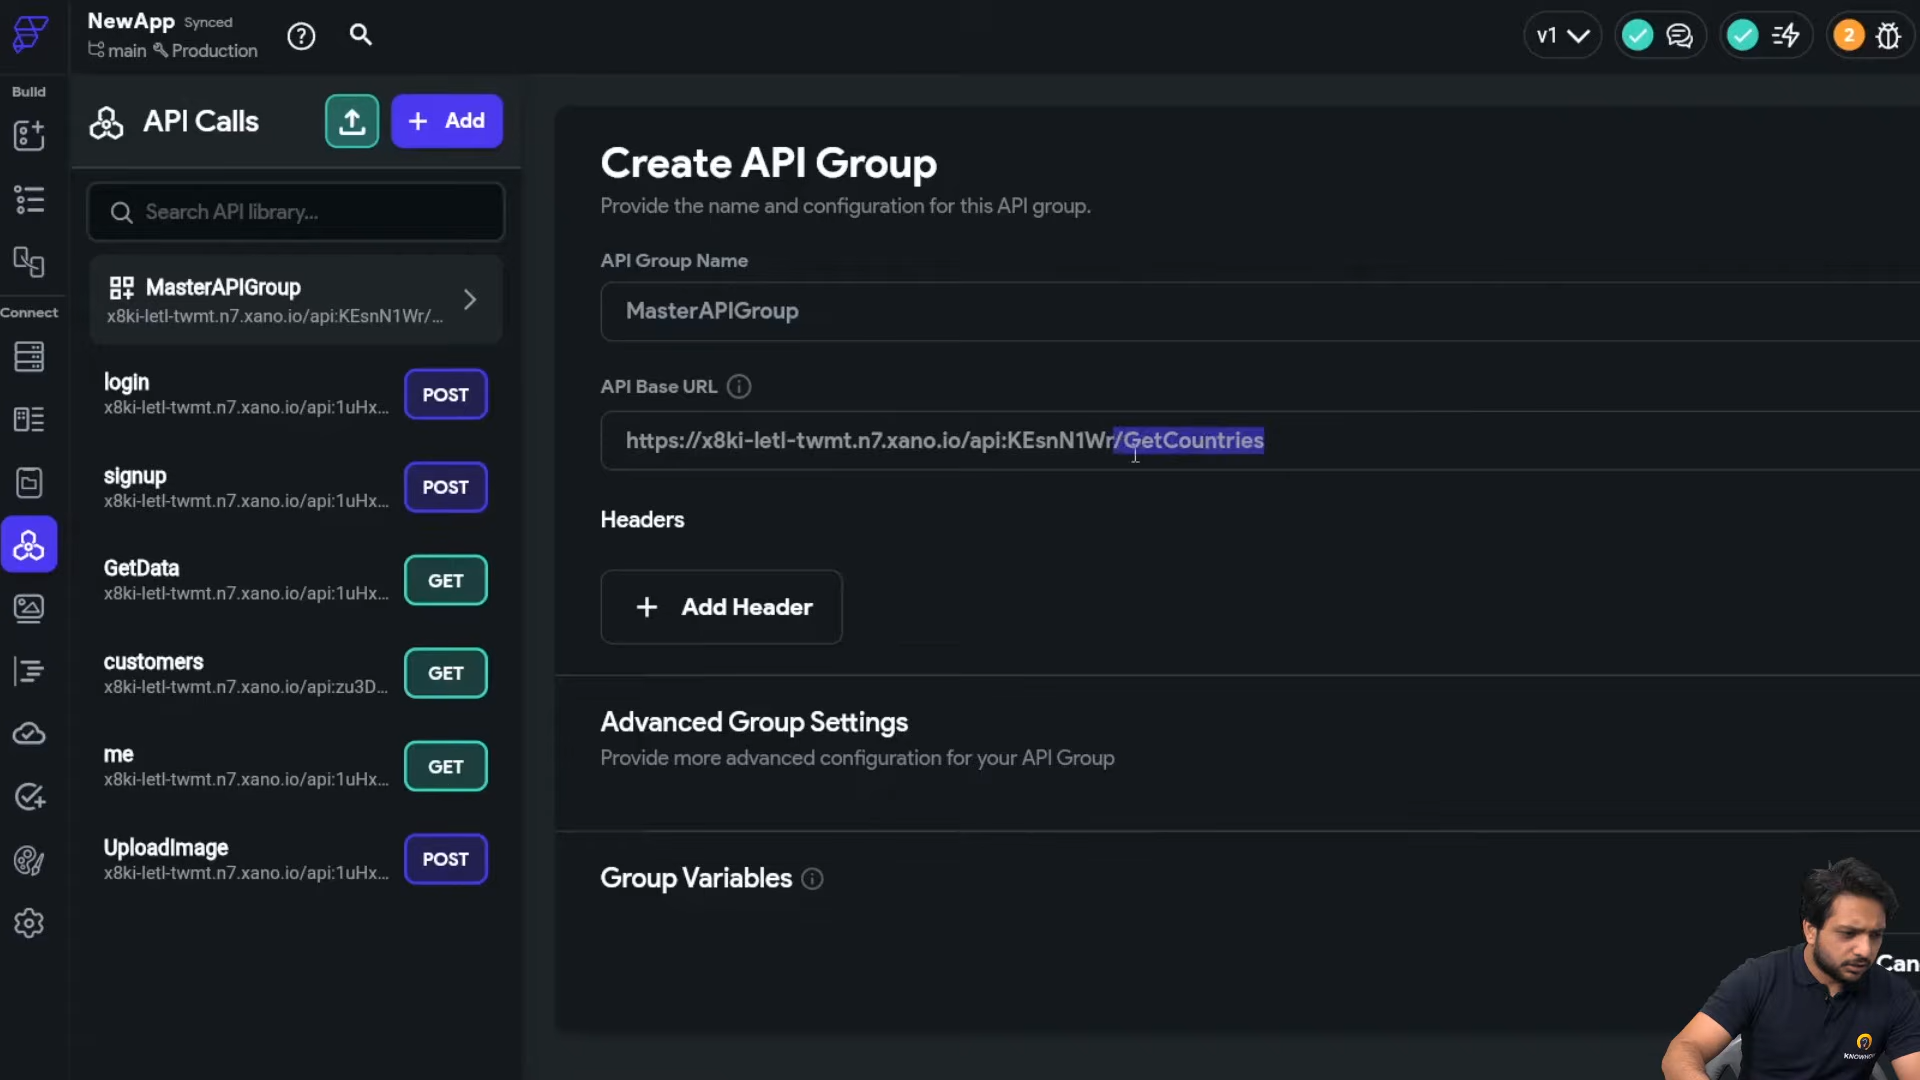 NewApp Synced
main Production
v1
2
Build
API Calls
+ Add
Create API Group
Provide the name and configuration for this API group.
Search API library...
API Group Name
MasterAPIGroup
x8ki-letl-twmt.n7.xano.io/api:KEsnN1Wr/...
MasterAPIGroup
Connect
API Base URL
login
x8ki-letl-twmt.n7.xano.io/api:1uHx...
POST
https://x8ki-letl-twmt.n7.xano.io/api:KEsnN1Wr/GetCountries
signup
x8ki-letl-twmt.n7.xano.io/api:1uHx...
POST
Headers
GetData
x8ki-letl-twmt.n7.xano.io/api:1uHx...
GET
+ Add Header
customers
x8ki-letl-twmt.n7.xano.io/api:zu3D...
GET
Advanced Group Settings
Provide more advanced configuration for your API Group
me
x8ki-letl-twmt.n7.xano.io/api:1uHx...
GET
UploadImage
x8ki-letl-twmt.n7.xano.io/api:1uHx...
POST
Group Variables
Can